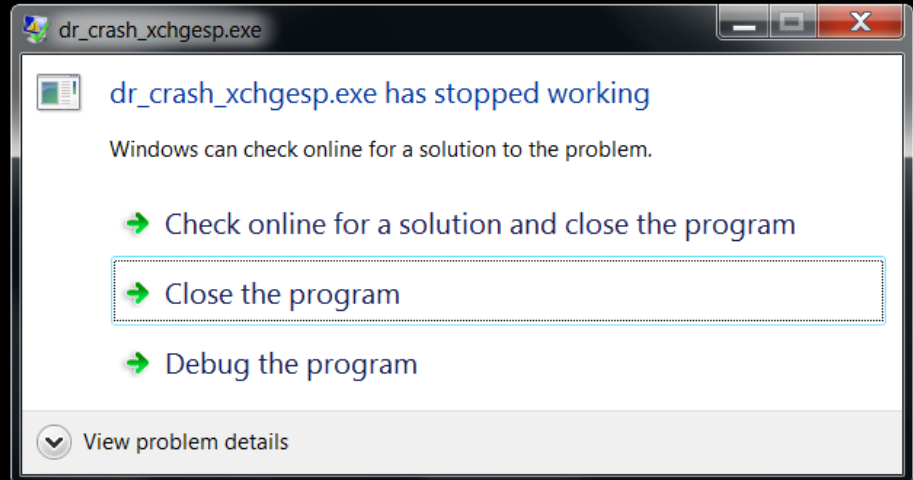 dr_crash_xchgesp.exe
dr_crash_xchgesp.exe has stopped working
Windows can check online for a solution to the problem.
Check online for a solution and close the program
Close the program
Debug the program
View problem details